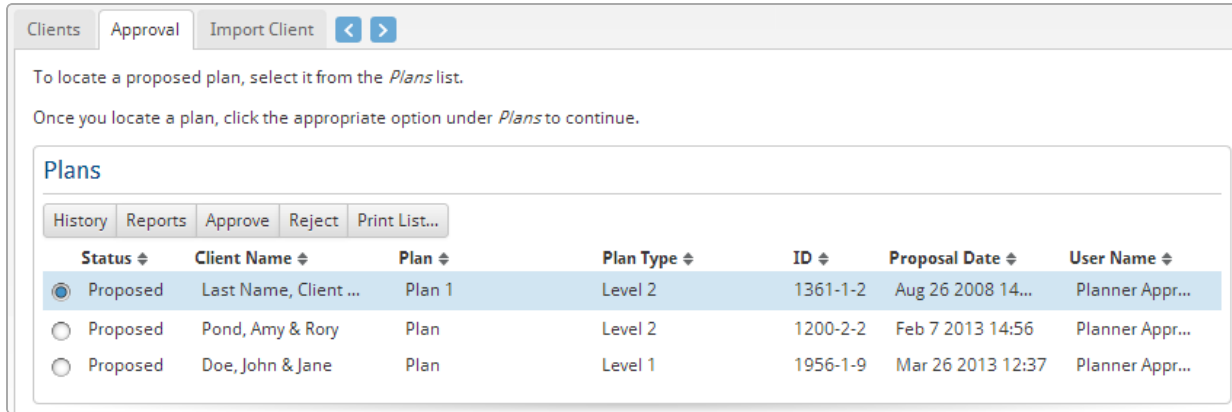 Clients Approval Import Client < >
To locate a proposed plan, select it from the Plans list.
Once you locate a plan, click the appropriate option under Plans to continue.
Plans
History Reports Approve Reject Print List...
Status Client Name Plan Plan Type ID Proposal Date User Name
Proposed Last Name, Client ... Plan 1 Level 2 1361-1-2 Aug 26 2008 14... Planner Appr...
Proposed Pond, Amy & Rory Plan Level 2 1200-2-2 Feb 7 2013 14:56 Planner Appr...
Proposed Doe, John & Jane Plan Level 1 1956-1-9 Mar 26 2013 12:37 Planner Appr...